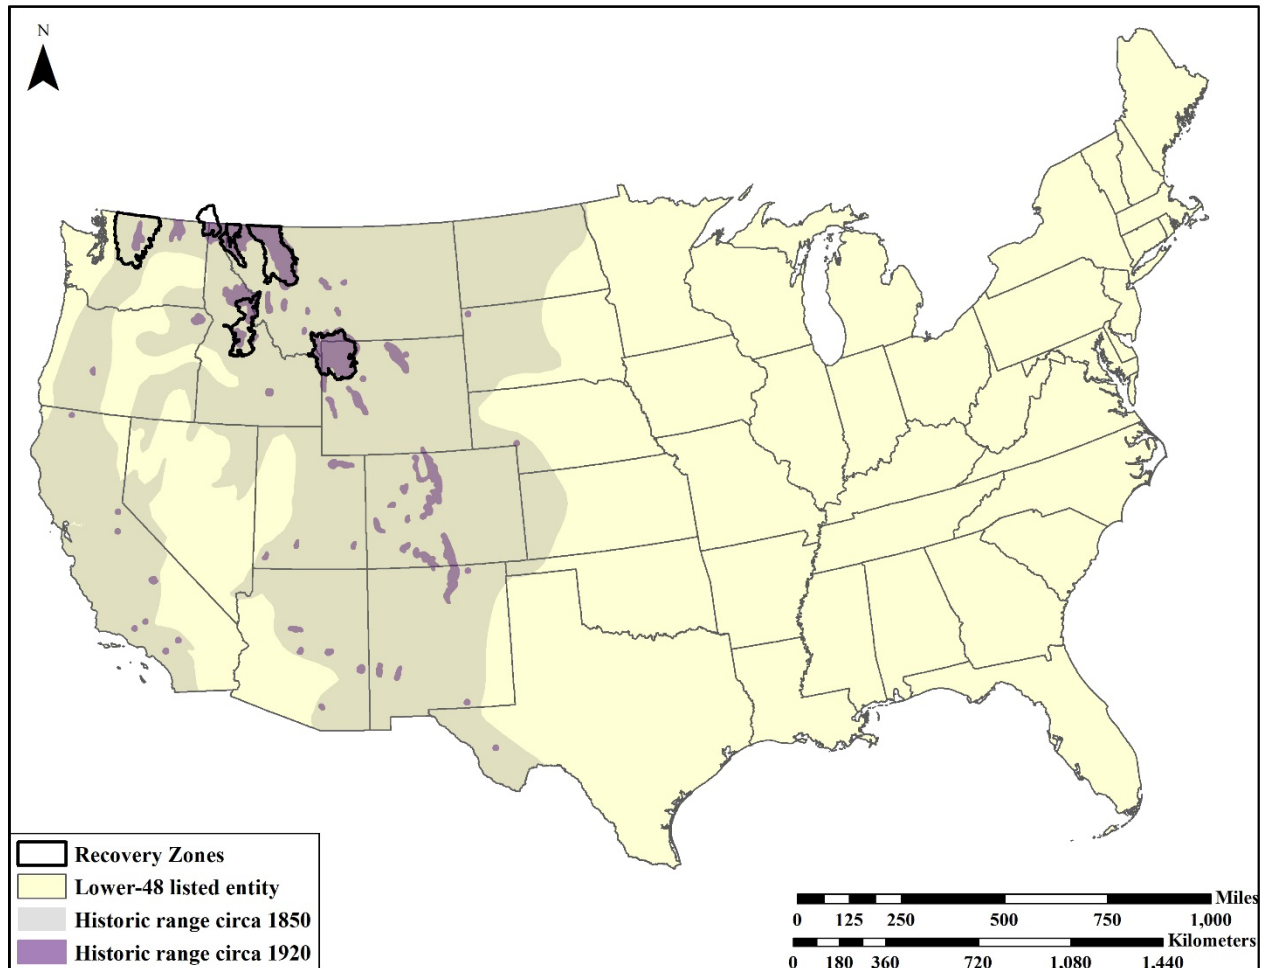 N
Recovery Zones
Lower-48 listed entity
Historic range circa 1850
Historic range circa 1920
Miles
0 125 250 500 750 1,000
Kilometers
0 180 360 720 1,080 1,440